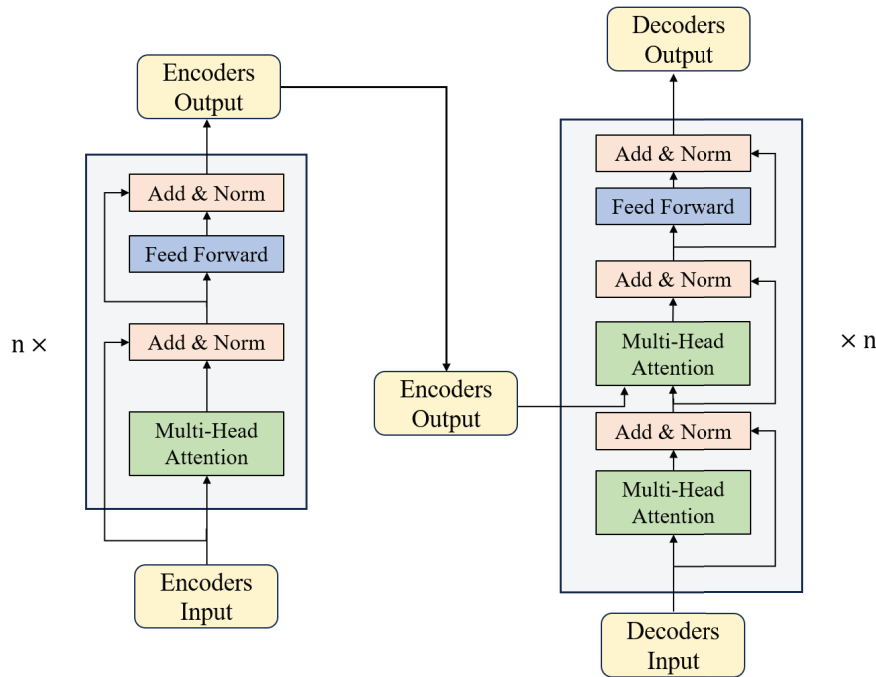 Encoders
Output
Add & Norm
Feed Forward
Add & Norm
n ×
Multi-Head
Attention
Encoders
Input
Encoders
Output
Decoders
Output
Add & Norm
Feed Forward
Add & Norm
Multi-Head
Attention
× n
Add & Norm
Multi-Head
Attention
Decoders
Input